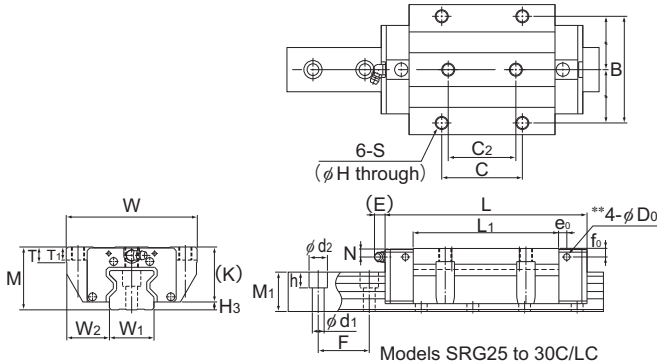 B
6-S
(φH through)
C2
C
W
(E)
L
L1
e0
**4-φD0
f0
N
φd2
T
T1
M
(K)
M1
h
H3
W2
W1
φd1
F
Models SRG25 to 30C/LC